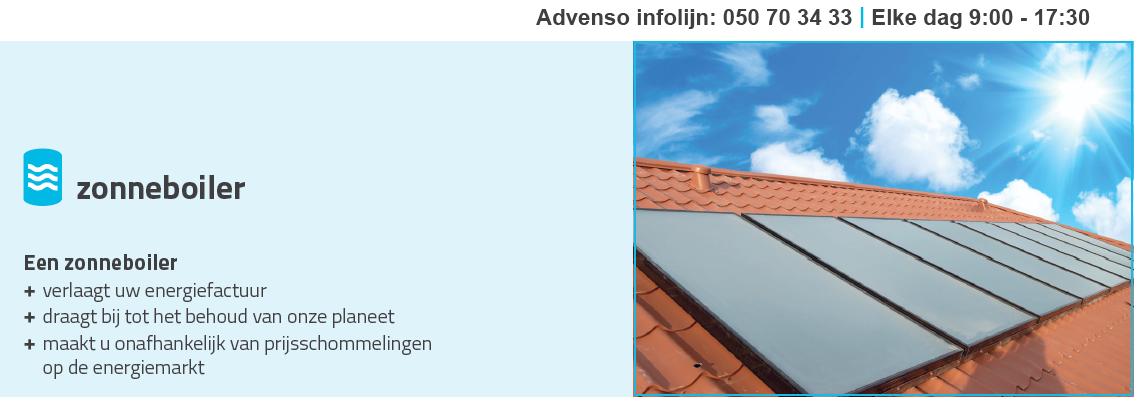 Advenso infolijn: 050 70 34 33 | Elke dag 9:00 - 17:30
zonneboiler
Een zonneboiler
+ verlaagt uw energiefactuur
+ draagt bij tot het behoud van onze planeet
+ maakt u onafhankelijk van prijsschommelingen
op de energiemarkt